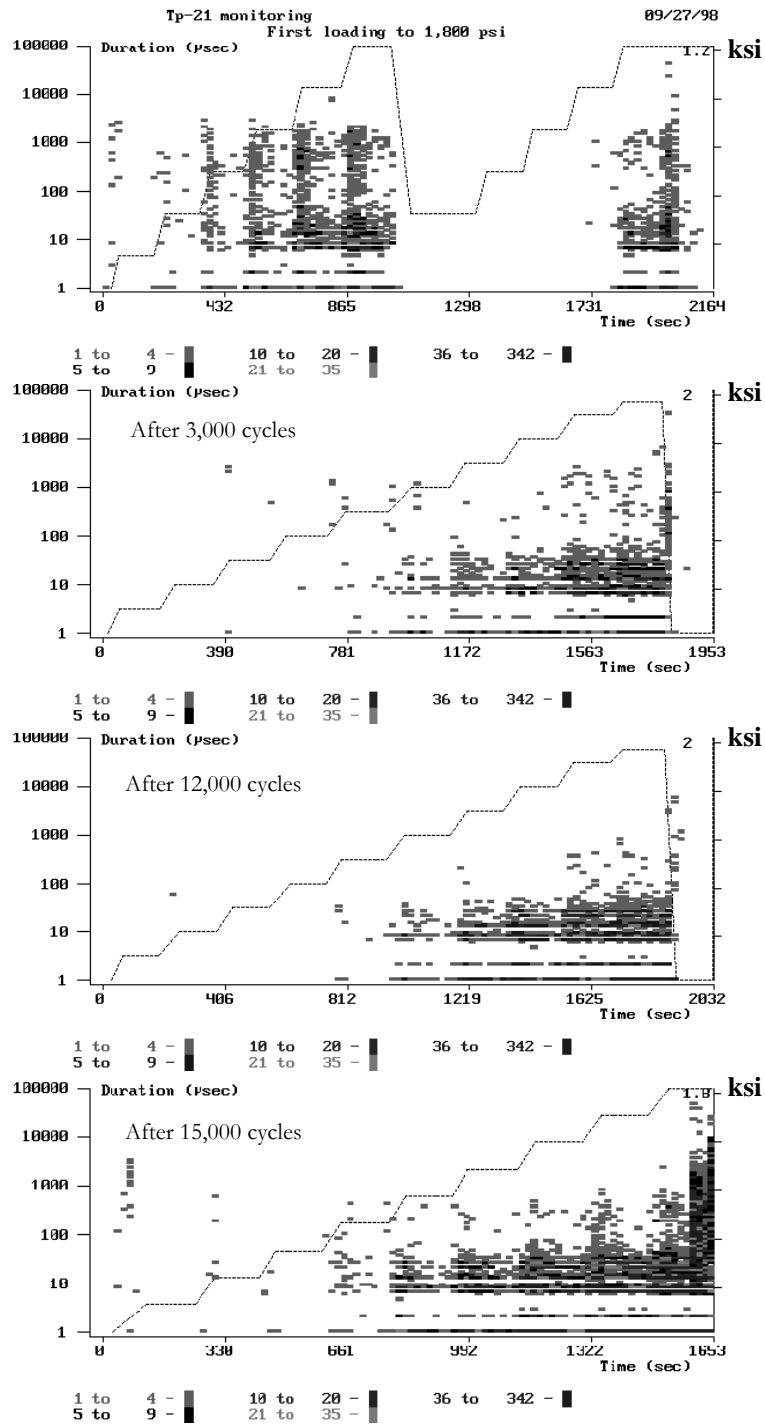 Tp-21 monitoring 09/27/98
First loading to 1,800 psi
100000 Duration (µsec) 1.2 ksi
10000
1000
100
10
1
0 432 865 1298 1731 2164
Time (sec)
1 to 4 - 10 to 20 - 36 to 342 -
5 to 9 - 21 to 35
100000 Duration (µsec) 2 ksi
10000
After 3,000 cycles
1000
100
10
1
0 390 781 1172 1563 1953
Time (sec)
1 to 4 - 10 to 20 - 36 to 342 -
5 to 9 - 21 to 35
100000 Duration (µsec) 2 ksi
10000
After 12,000 cycles
1000
100
10
1
0 406 812 1219 1625 2032
Time (sec)
1 to 4 - 10 to 20 - 36 to 342 -
5 to 9 - 21 to 35
100000 Duration (µsec) 1.8 ksi
10000
After 15,000 cycles
1000
100
10
1
0 330 661 992 1322 1653
Time (sec)
1 to 4 - 10 to 20 - 36 to 342 -
5 to 9 - 21 to 35